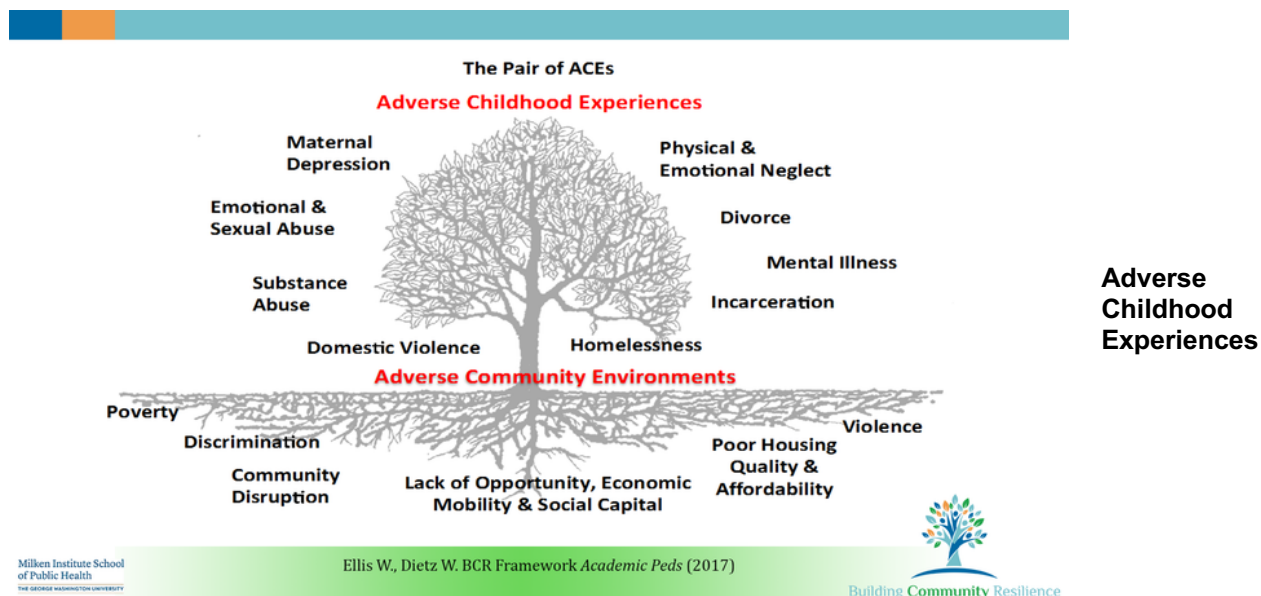 The Pair of ACEs
Adverse Childhood Experiences
Maternal
Depression
Physical &
Emotional Neglect
Emotional &
Sexual Abuse
Divorce
Mental Illness
Substance
Abuse
Incarceration
Domestic Violence
Homelessness
Adverse Community Environments
Poverty
Violence
Discrimination
Poor Housing
Quality &
Affordability
Community
Disruption
Lack of Opportunity, Economic
Mobility & Social Capital
Milken Institute School
of Public Health
THE GEORGE WASHINGTON UNIVERSITY
Ellis W., Dietz W. BCR Framework Academic Peds (2017)
Building Community Resilience
Adverse
Childhood
Experiences